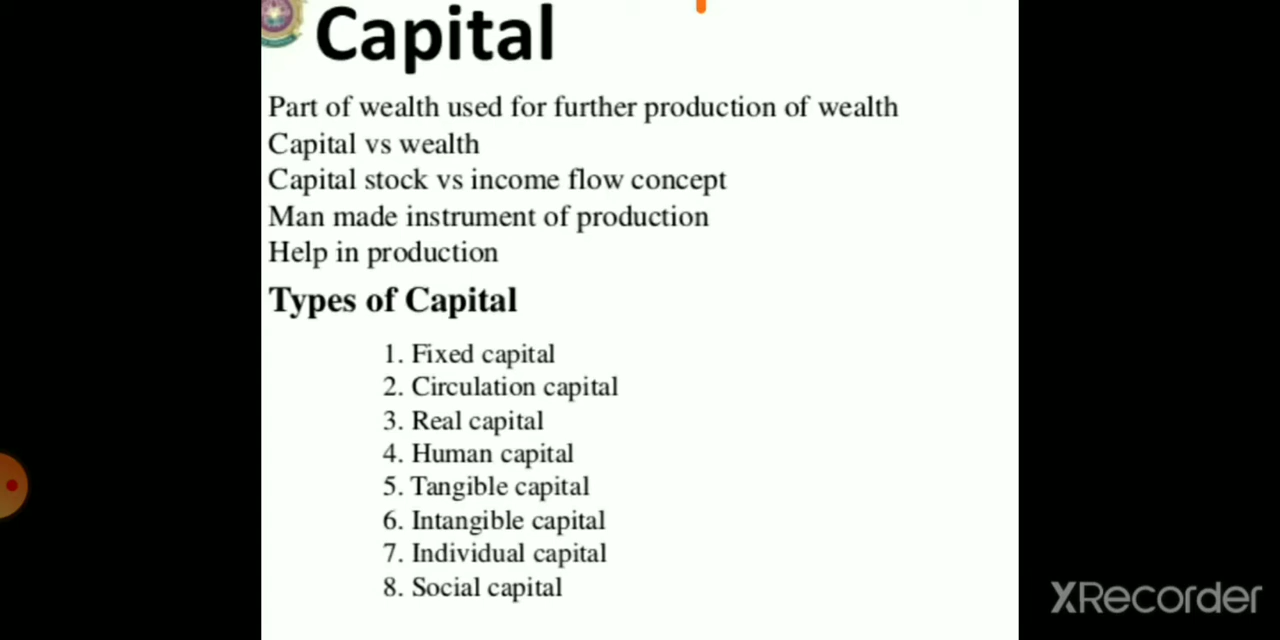 Capital
Part of wealth used for further production of wealth
Capital vs wealth
Capital stock vs income flow concept
Man made instrument of production
Help in production
Types of Capital
1. Fixed capital
2. Circulation capital
3. Real capital
4. Human capital
5. Tangible capital
6. Intangible capital
7. Individual capital
8. Social capital
XRecorder